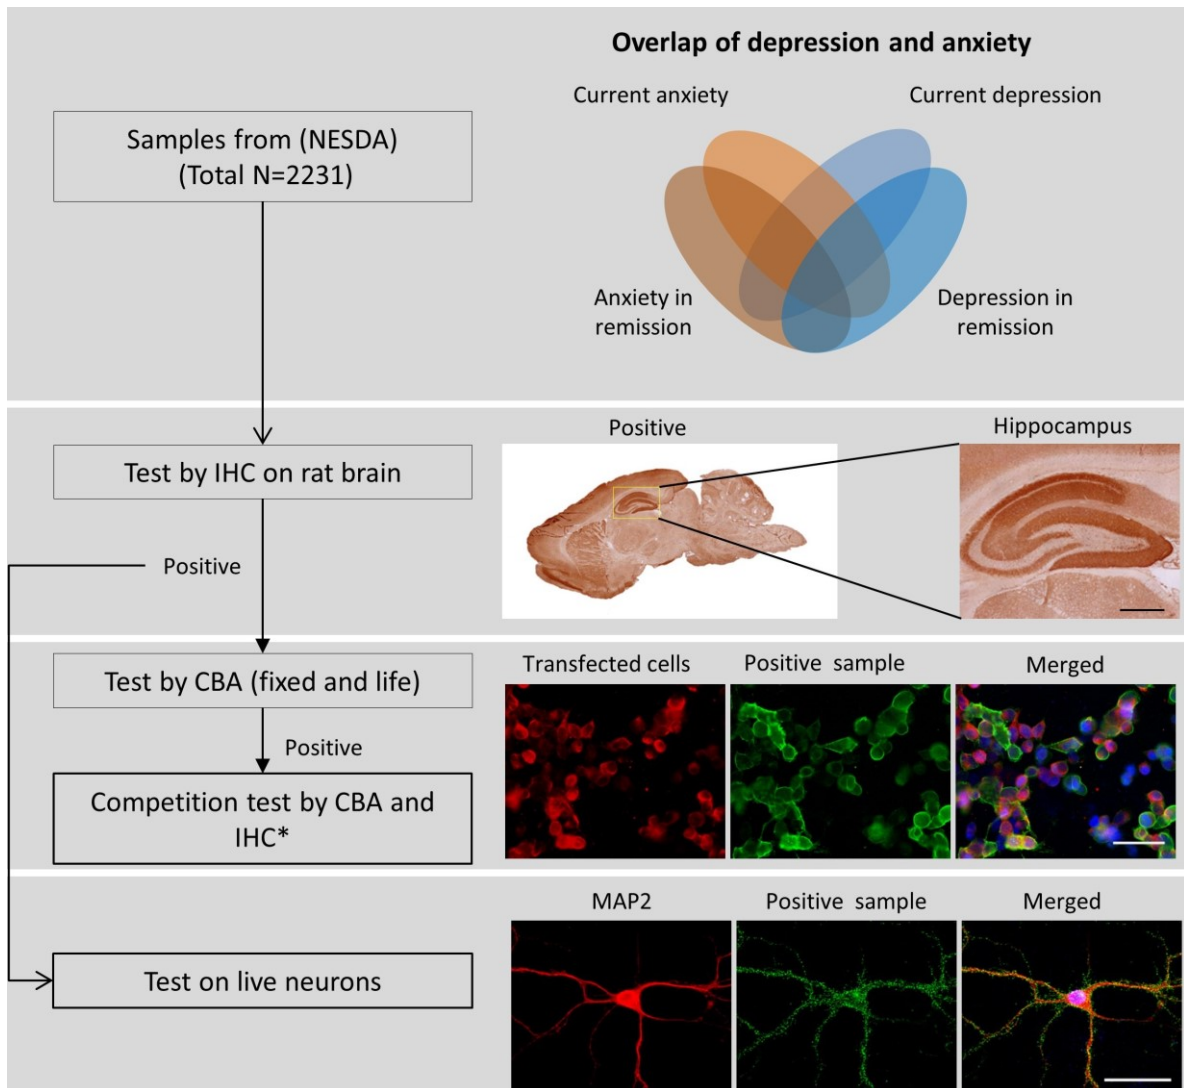 Overlap of depression and anxiety
Current anxiety
Current depression
Samples from (NESDA)
(Total N=2231)
Anxiety in
remission
Depression in
remission
Positive
Hippocampus
Test by IHC on rat brain
Positive
Test by CBA (fixed and life)
Transfected cells
Positive sample
Merged
Positive
Competition test by CBA and
IHC*
MAP2
Positive sample
Merged
Test on live neurons